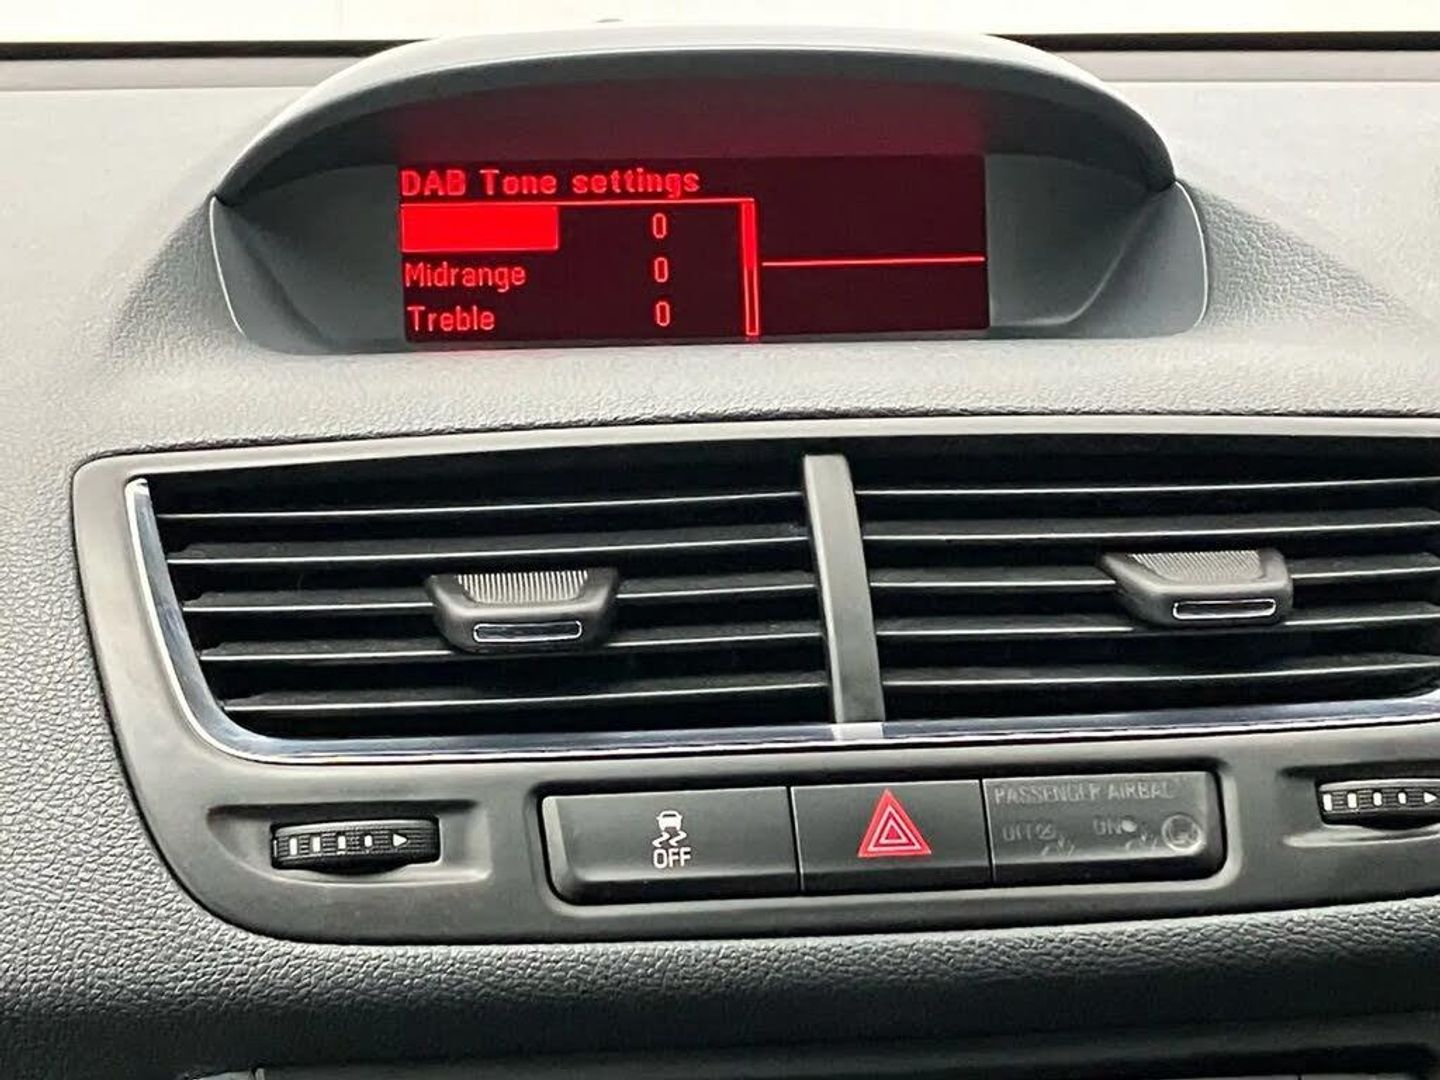 DAB Tone settings
0
Midrange 0
Treble 0
OFF
PASSENGER AIRBAG
OFF ON